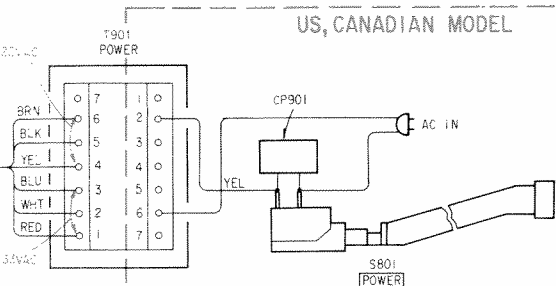 US, CANADIAN MODEL
T901
POWER
CP901
7 1
BRN 6 2
BLK 5 3
YEL 4 4
BLU 3 5
WHT 2 6
RED 1 7
YEL
AC IN
S801
POWER